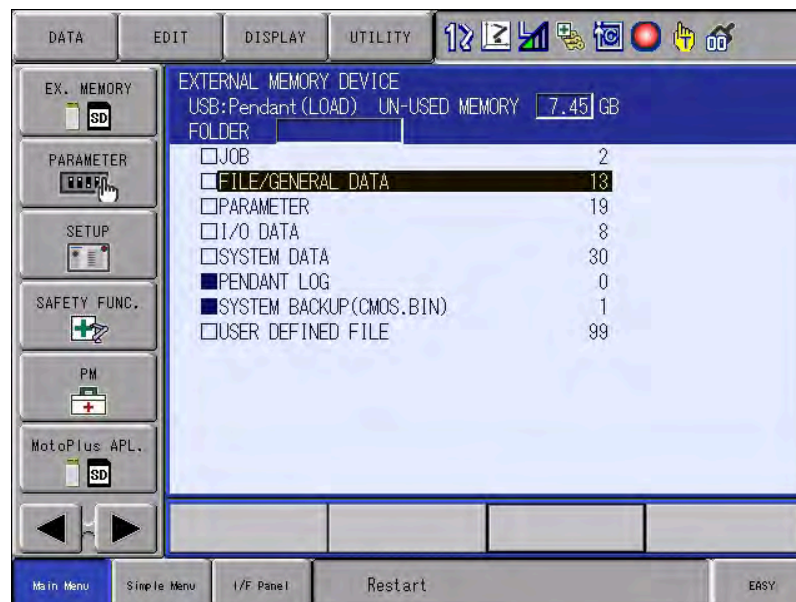 DATA
EDIT
DISPLAY
UTILITY
EX. MEMORY
SD
PARAMETER
SETUP
SAFETY FUNC.
PM
MotoPlus APL.
SD
EXTERNAL MEMORY DEVICE
USB:Pendant(LOAD) UN-USED MEMORY 7.45 GB
FOLDER
JOB 2
FILE/GENERAL DATA 13
PARAMETER 19
I/O DATA 8
SYSTEM DATA 30
PENDANT LOG 0
SYSTEM BACKUP(CMOS.BIN) 1
USER DEFINED FILE 99
Main Menu
Simple Menu
I/F Panel
Restart
EASY